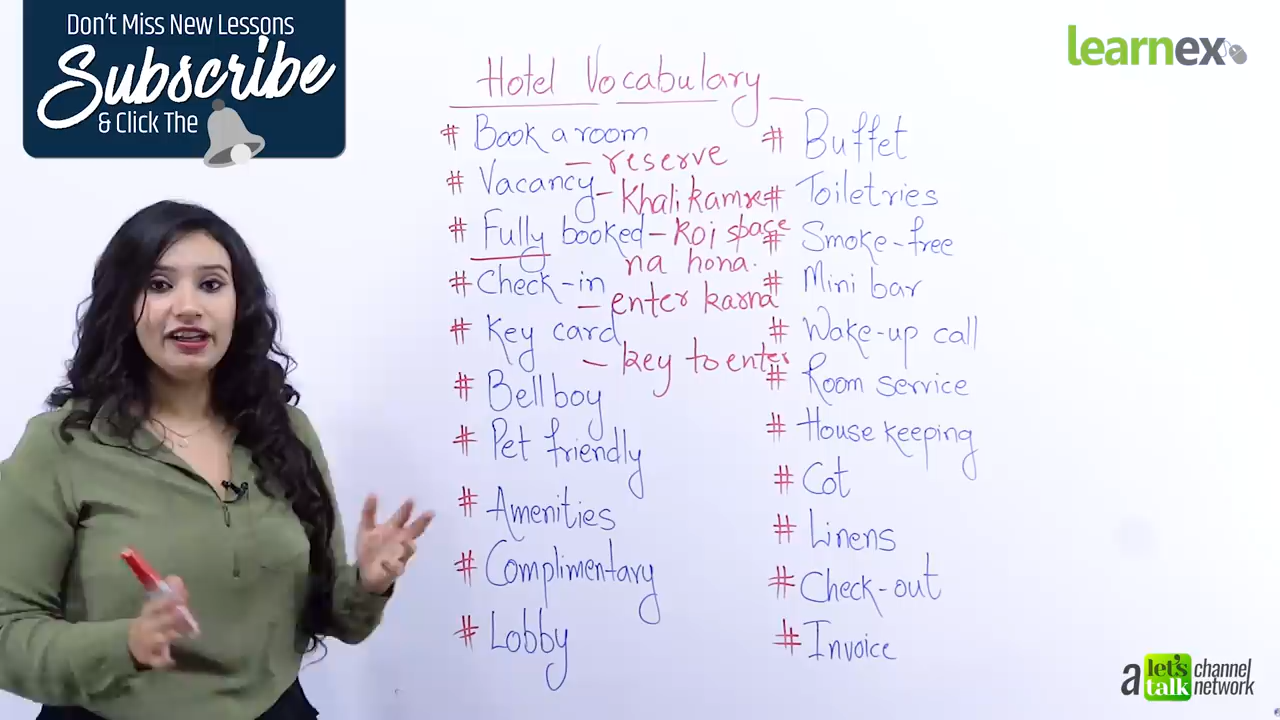 Don't Miss New Lessons
Subscribe
& Click The
learnex
Hotel Vocabulary
# Book a room
– reserve
# Vacancy – Khali kamre
# Fully booked – Koi space
na hona.
# Check-in
– enter karna
# Key card
– key to enter
# Bell boy
# Pet friendly
# Amenities
# Complimentary
# Lobby
# Buffet
# Toiletries
# Smoke-free
# Mini bar
# Wake-up call
# Room service
# House keeping
# Cot
# Linens
# Check-out
# Invoice
a let's talk channel network